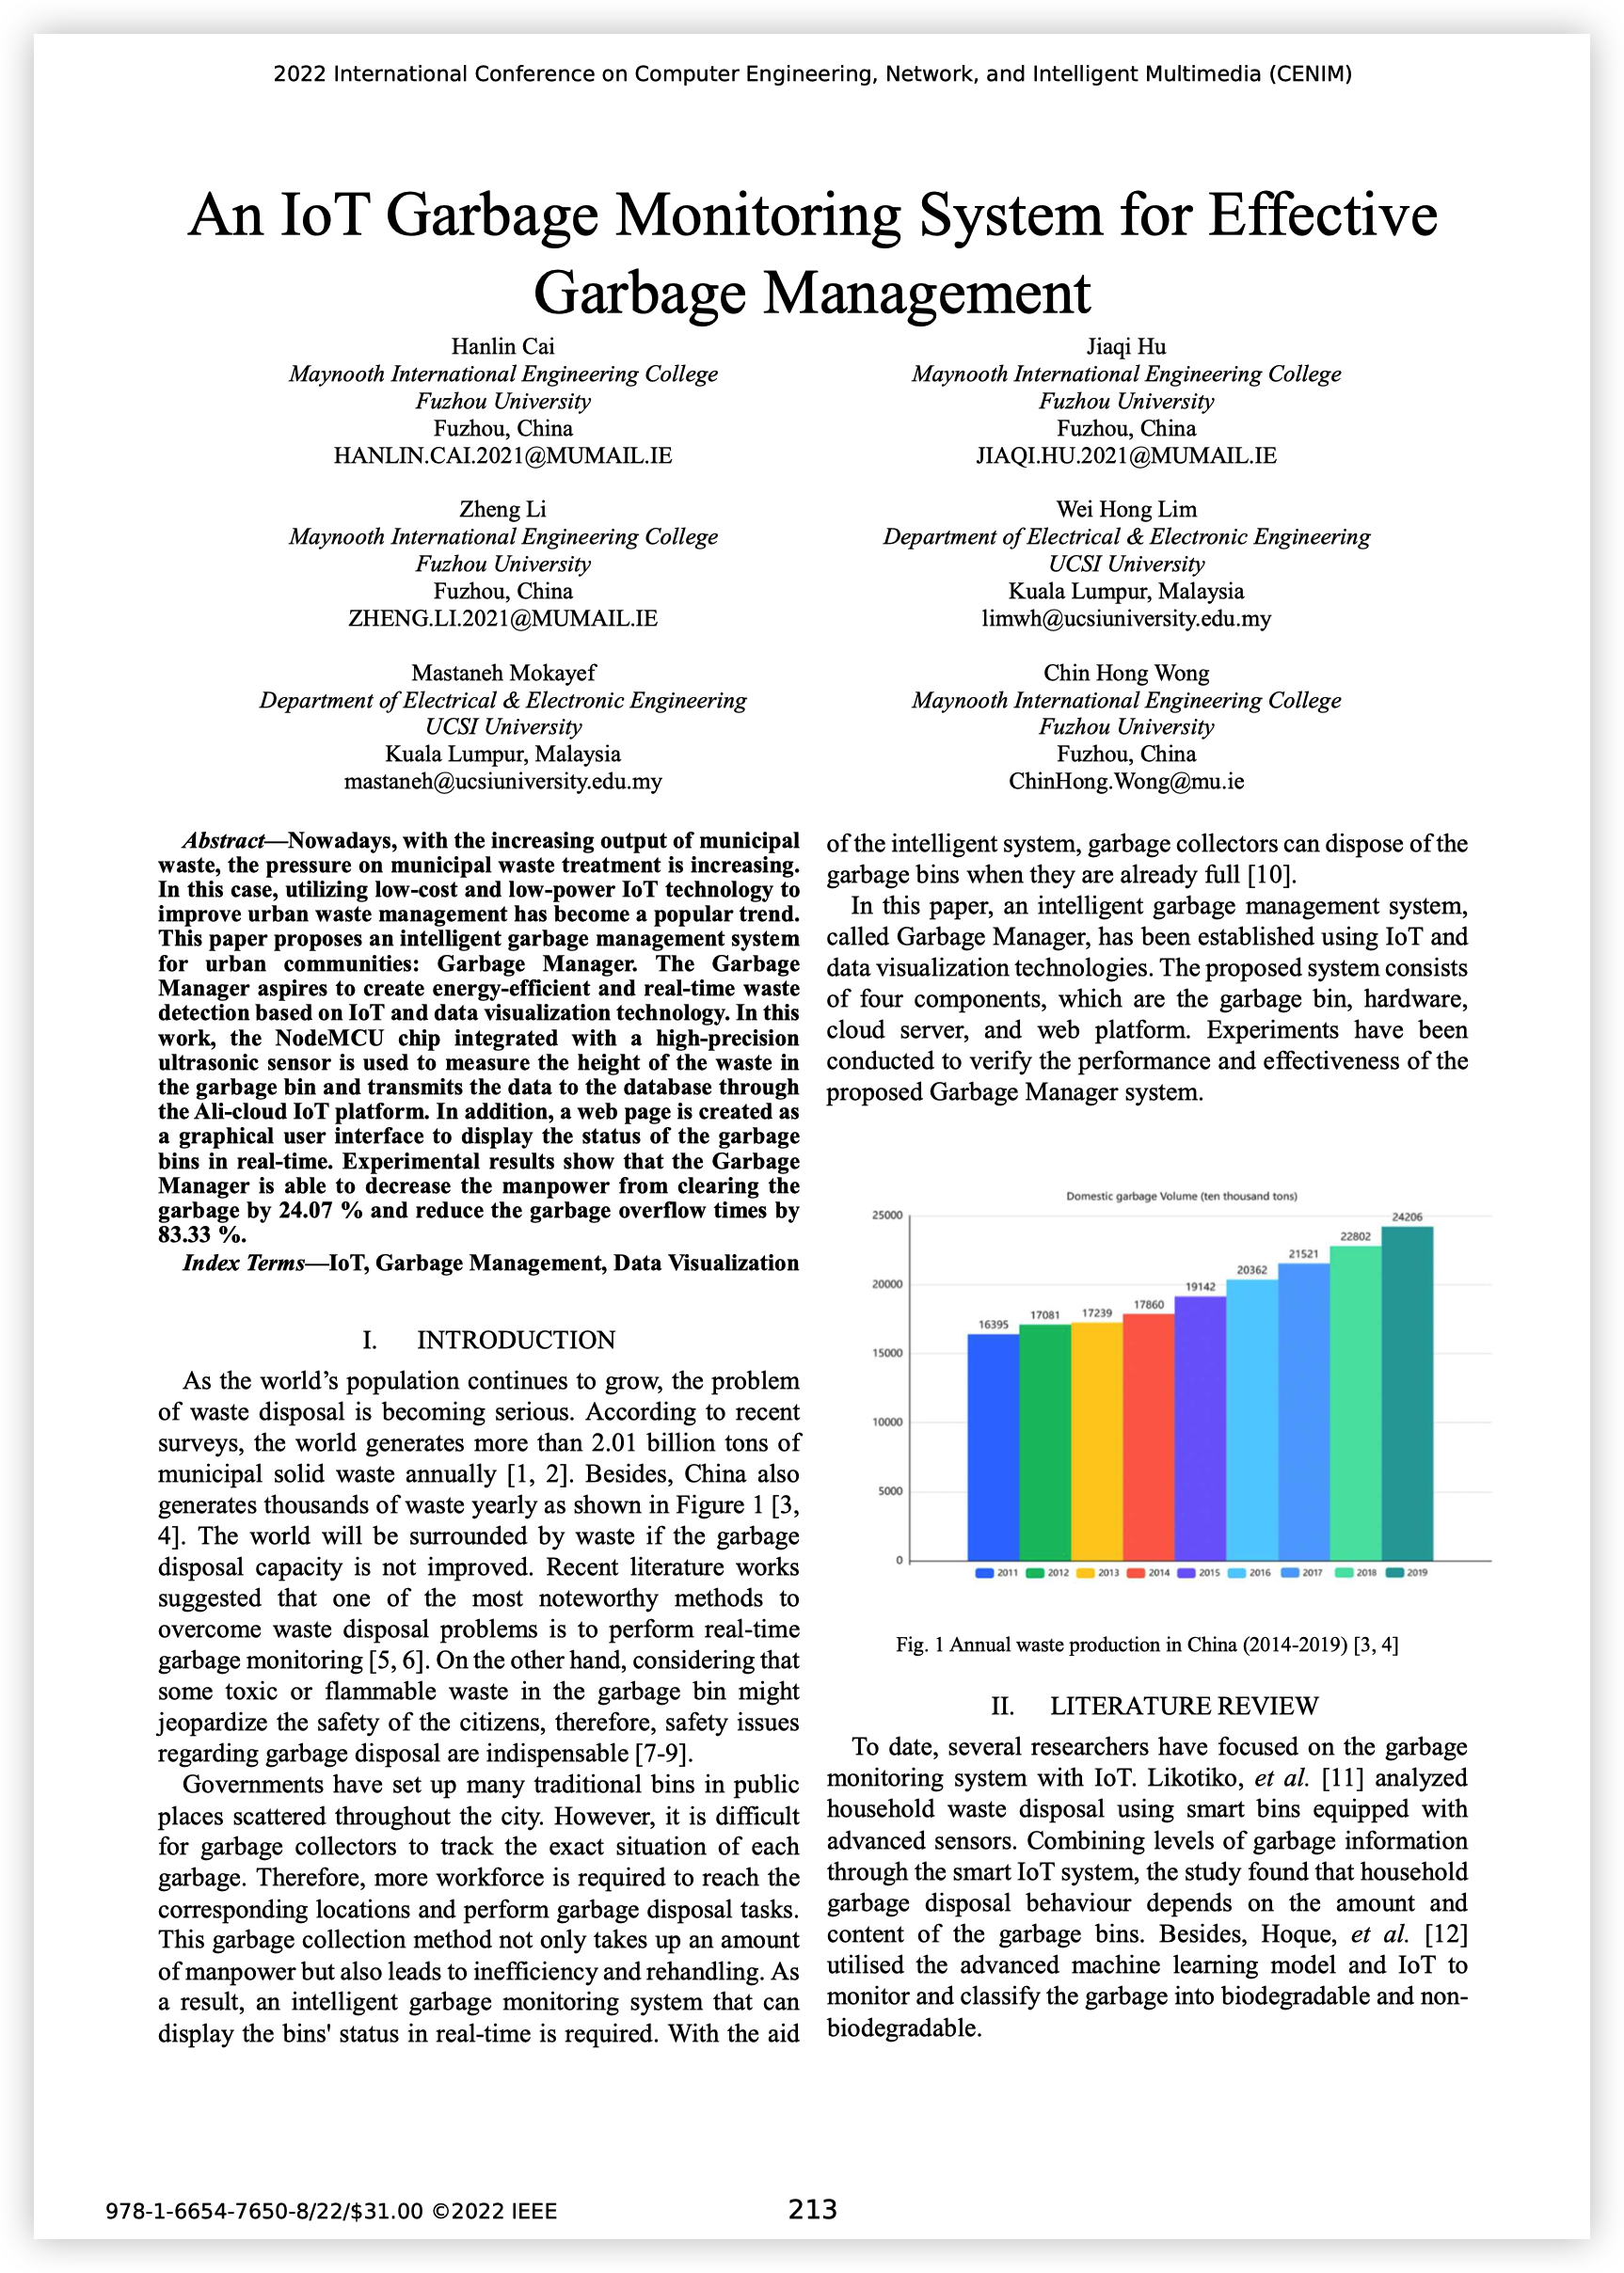 2022 International Conference on Computer Engineering, Network, and Intelligent Multimedia (CENIM)
An IoT Garbage Monitoring System for Effective
Garbage Management
Hanlin Cai
Maynooth International Engineering College
Fuzhou University
Fuzhou, China
HANLIN.CAI.2021@MUMAIL.IE
Jiaqi Hu
Maynooth International Engineering College
Fuzhou University
Fuzhou, China
JIAQI.HU.2021@MUMAIL.IE
Zheng Li
Maynooth International Engineering College
Fuzhou University
Fuzhou, China
ZHENG.LI.2021@MUMAIL.IE
Wei Hong Lim
Department of Electrical & Electronic Engineering
UCSI University
Kuala Lumpur, Malaysia
limwh@ucsiuniversity.edu.my
Mastaneh Mokayef
Department of Electrical & Electronic Engineering
UCSI University
Kuala Lumpur, Malaysia
mastaneh@ucsiuniversity.edu.my
Chin Hong Wong
Maynooth International Engineering College
Fuzhou University
Fuzhou, China
ChinHong.Wong@mu.ie
Abstract—Nowadays, with the increasing output of municipal
waste, the pressure on municipal waste treatment is increasing.
In this case, utilizing low-cost and low-power IoT technology to
improve urban waste management has become a popular trend.
This paper proposes an intelligent garbage management system
for urban communities: Garbage Manager. The Garbage
Manager aspires to create energy-efficient and real-time waste
detection based on IoT and data visualization technology. In this
work, the NodeMCU chip integrated with a high-precision
ultrasonic sensor is used to measure the height of the waste in
the garbage bin and transmits the data to the database through
the Ali-cloud IoT platform. In addition, a web page is created as
a graphical user interface to display the status of the garbage
bins in real-time. Experimental results show that the Garbage
Manager is able to decrease the manpower from clearing the
garbage by 24.07 % and reduce the garbage overflow times by
83.33 %.
Index Terms—IoT, Garbage Management, Data Visualization
I. INTRODUCTION
As the world's population continues to grow, the problem
of waste disposal is becoming serious. According to recent
surveys, the world generates more than 2.01 billion tons of
municipal solid waste annually [1, 2]. Besides, China also
generates thousands of waste yearly as shown in Figure 1 [3,
4]. The world will be surrounded by waste if the garbage
disposal capacity is not improved. Recent literature works
suggested that one of the most noteworthy methods to
overcome waste disposal problems is to perform real-time
garbage monitoring [5, 6]. On the other hand, considering that
some toxic or flammable waste in the garbage bin might
jeopardize the safety of the citizens, therefore, safety issues
regarding garbage disposal are indispensable [7-9].
Governments have set up many traditional bins in public
places scattered throughout the city. However, it is difficult
for garbage collectors to track the exact situation of each
garbage. Therefore, more workforce is required to reach the
corresponding locations and perform garbage disposal tasks.
This garbage collection method not only takes up an amount
of manpower but also leads to inefficiency and rehandling. As
a result, an intelligent garbage monitoring system that can
display the bins' status in real-time is required. With the aid
of the intelligent system, garbage collectors can dispose of the
garbage bins when they are already full [10].
In this paper, an intelligent garbage management system,
called Garbage Manager, has been established using IoT and
data visualization technologies. The proposed system consists
of four components, which are the garbage bin, hardware,
cloud server, and web platform. Experiments have been
conducted to verify the performance and effectiveness of the
proposed Garbage Manager system.
Domestic garbage Volume (ten thousand tons)
25000
20000
15000
10000
5000
0
16395
17081
17239
17860
19142
20362
21521
22802
24206
2011 2012 2013 2014 2015 2016 2017 2018 2019
Fig. 1 Annual waste production in China (2014-2019) [3, 4]
II. LITERATURE REVIEW
To date, several researchers have focused on the garbage
monitoring system with IoT. Likotiko, et al. [11] analyzed
household waste disposal using smart bins equipped with
advanced sensors. Combining levels of garbage information
through the smart IoT system, the study found that household
garbage disposal behaviour depends on the amount and
content of the garbage bins. Besides, Hoque, et al. [12]
utilised the advanced machine learning model and IoT to
monitor and classify the garbage into biodegradable and non-
biodegradable.
978-1-6654-7650-8/22/$31.00 ©2022 IEEE
213